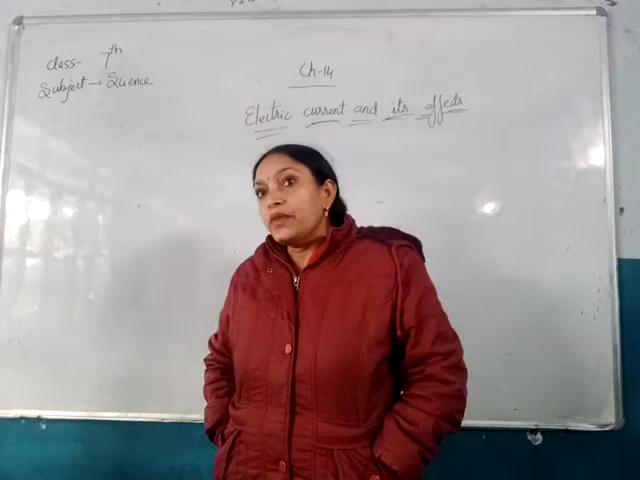 class- 7th
Subject → Science
Ch-14
Electric current and its effects